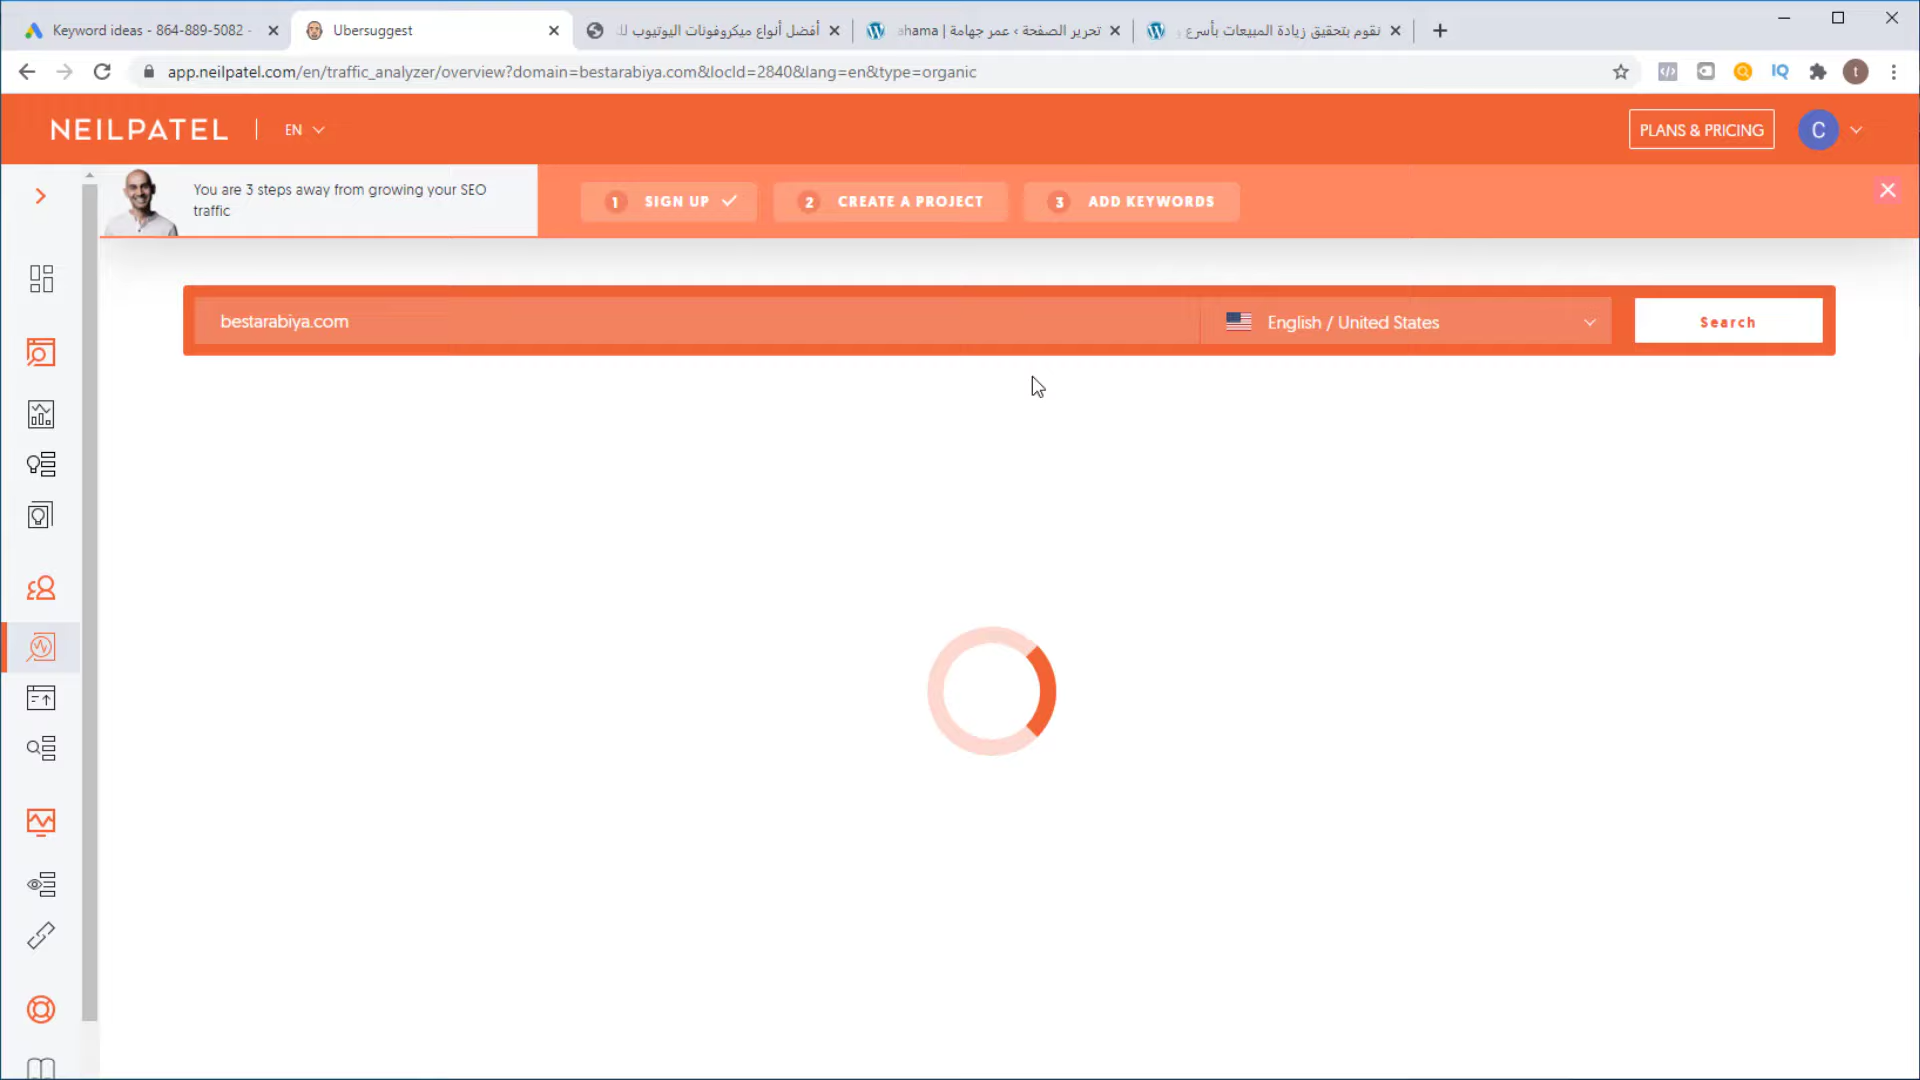 Keyword ideas - 864-889-5082 -
Ubersuggest
أفضل أنواع ميكروفونات اليوتيوب لل
تحرير الصفحة › عمر جهامة | ahama
نقوم بتحقيق زيادة المبيعات بأسرع و
app.neilpatel.com/en/traffic_analyzer/overview?domain=bestarabiya.com&locId=2840&lang=en&type=organic
IQ
t
NEILPATEL
EN
PLANS & PRICING
C
You are 3 steps away from growing your SEO
traffic
1 SIGN UP
2 CREATE A PROJECT
3 ADD KEYWORDS
bestarabiya.com
English / United States
Search